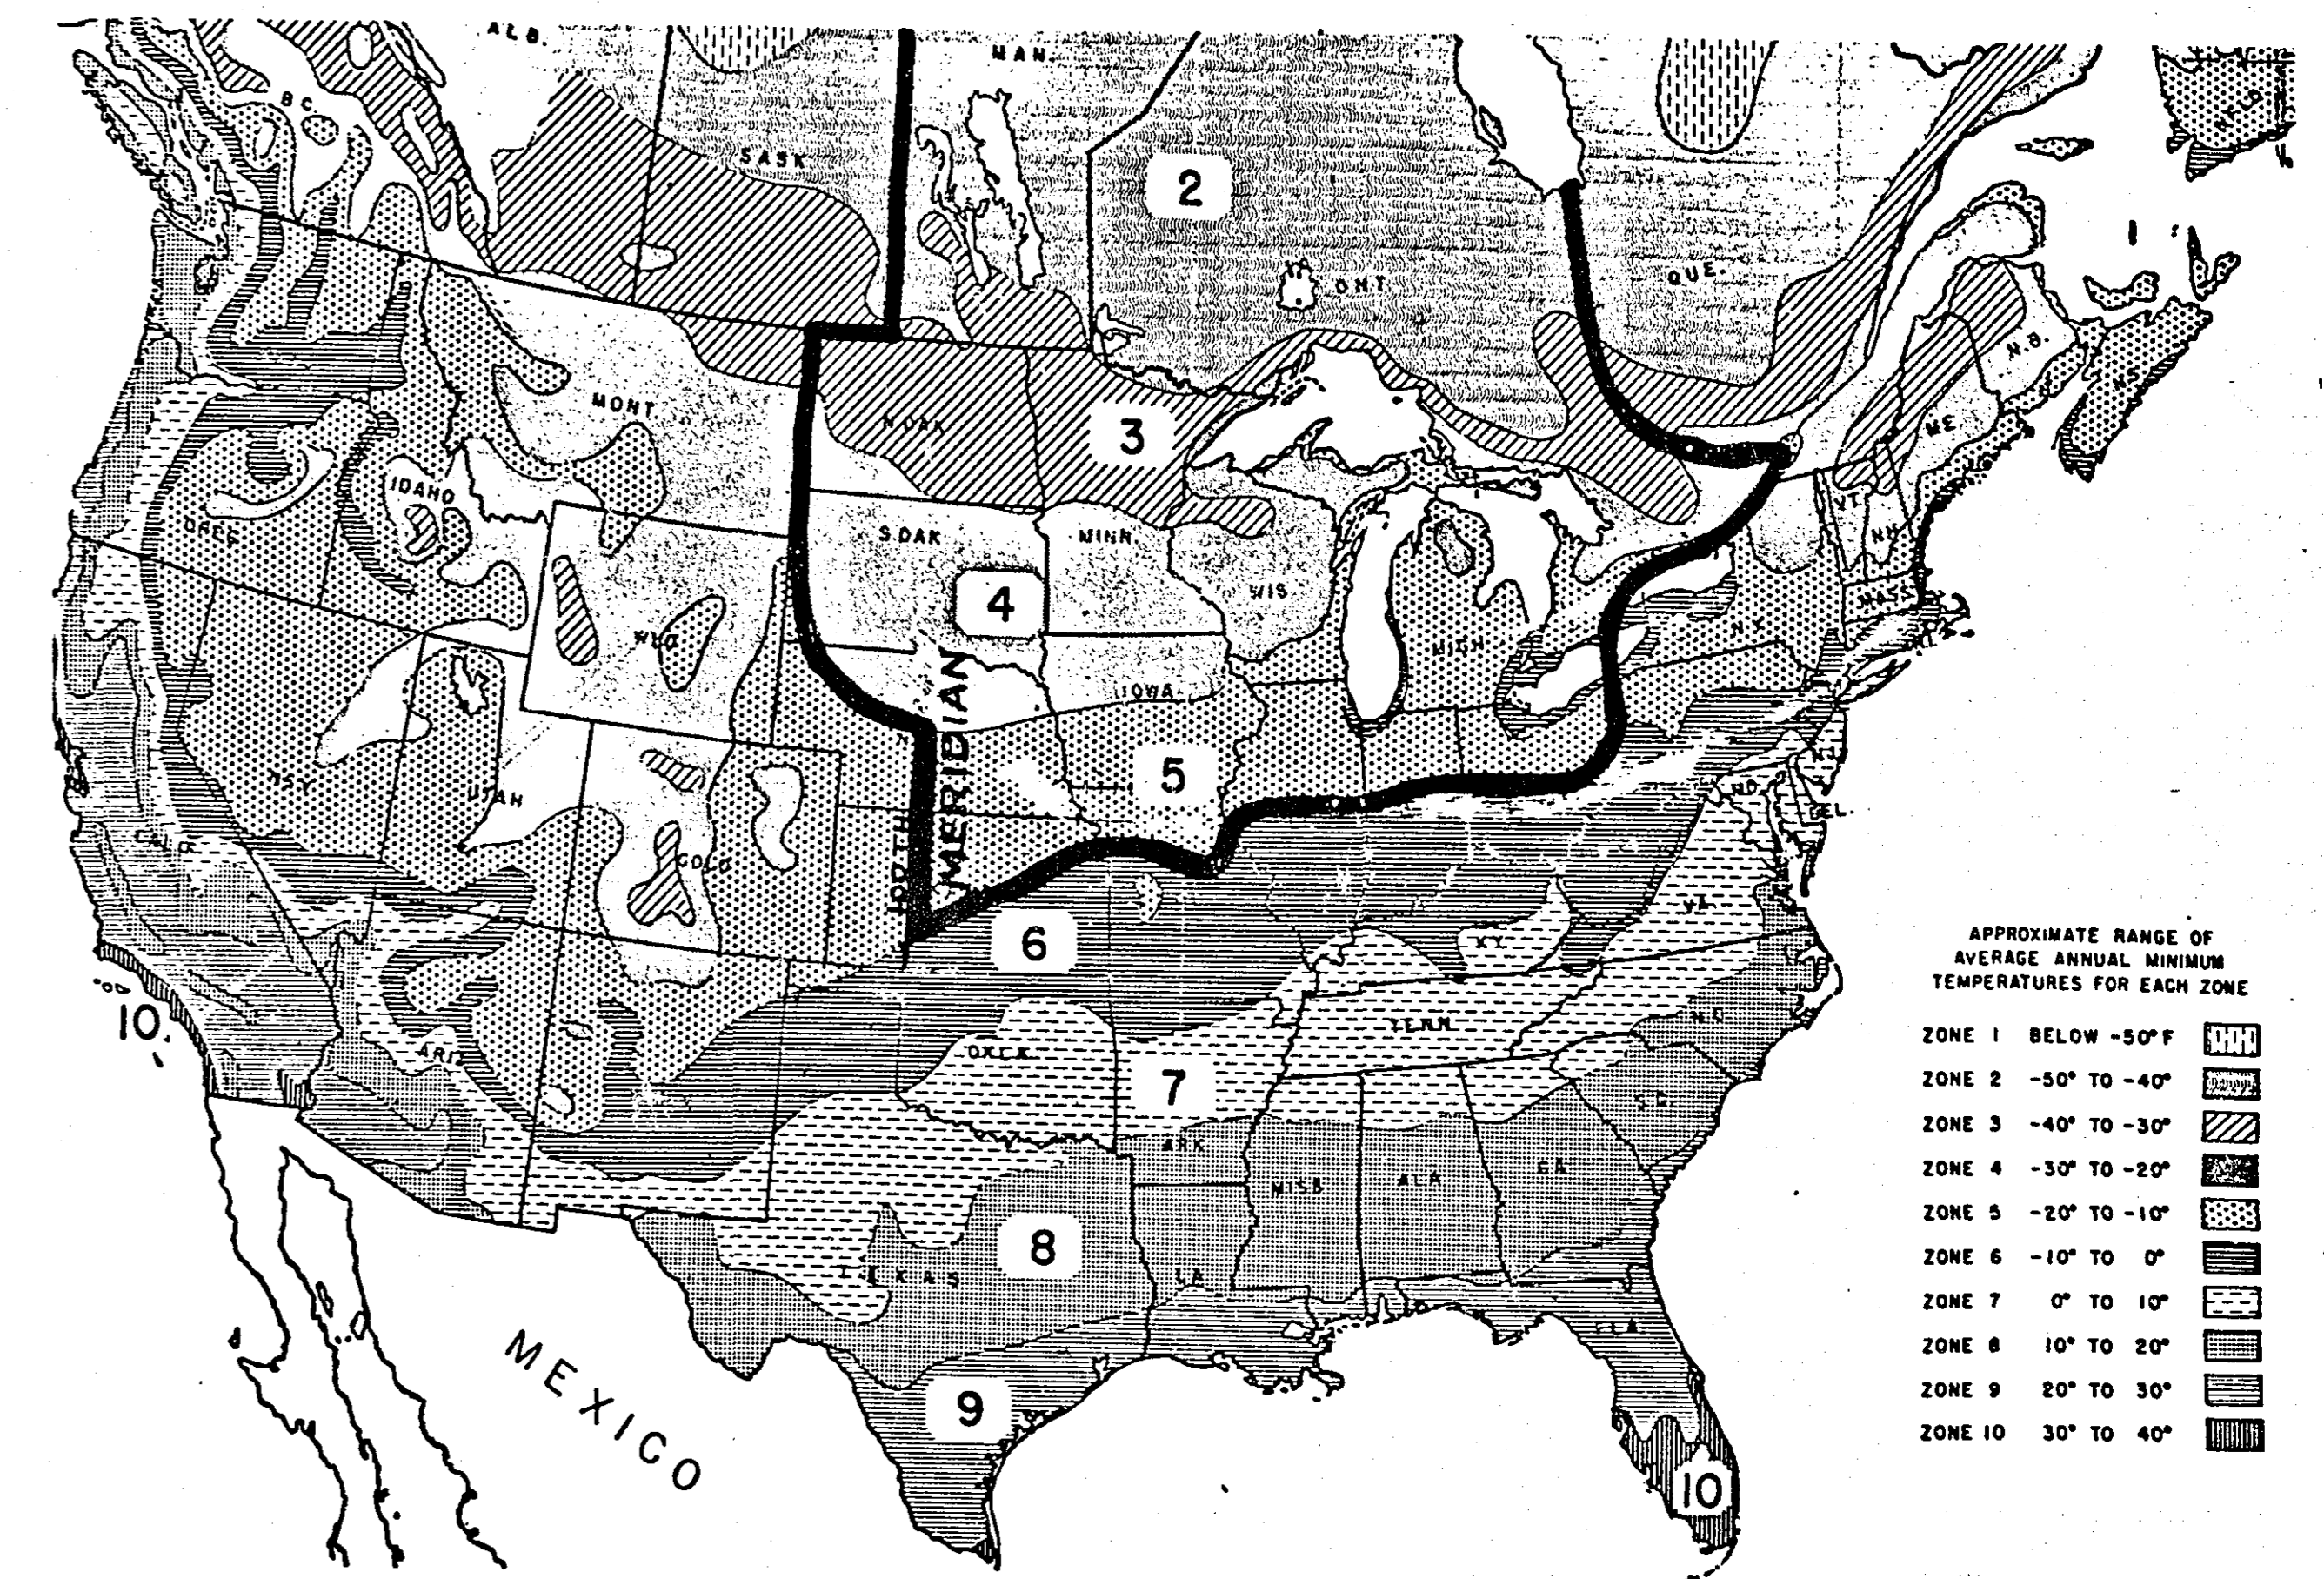 ALB.
MAN.
B C.
SASK
2
ONT.
QUE.
N.B.
N.S.
MONT
N DAK
3
ME.
IDAHO
OREG
S DAK
MINN.
VT.
N.H.
4
WIS
MASS
WYO
MICH
N.Y.
IOWA
NEV
UTAH
5
100TH MERIDIAN
N.J.
MD.
DEL.
CALIF
COLO
VA.
6
KY.
10
ARIZ
OKLA
TENN.
N.C.
7
S.C.
ARK
MISS
ALA
GA
8
TEXAS
LA
FLA.
MEXICO
9
10
APPROXIMATE RANGE OF
AVERAGE ANNUAL MINIMUM
TEMPERATURES FOR EACH ZONE
ZONE 1 BELOW -50° F
ZONE 2 -50° TO -40°
ZONE 3 -40° TO -30°
ZONE 4 -30° TO -20°
ZONE 5 -20° TO -10°
ZONE 6 -10° TO 0°
ZONE 7 0° TO 10°
ZONE 8 10° TO 20°
ZONE 9 20° TO 30°
ZONE 10 30° TO 40°